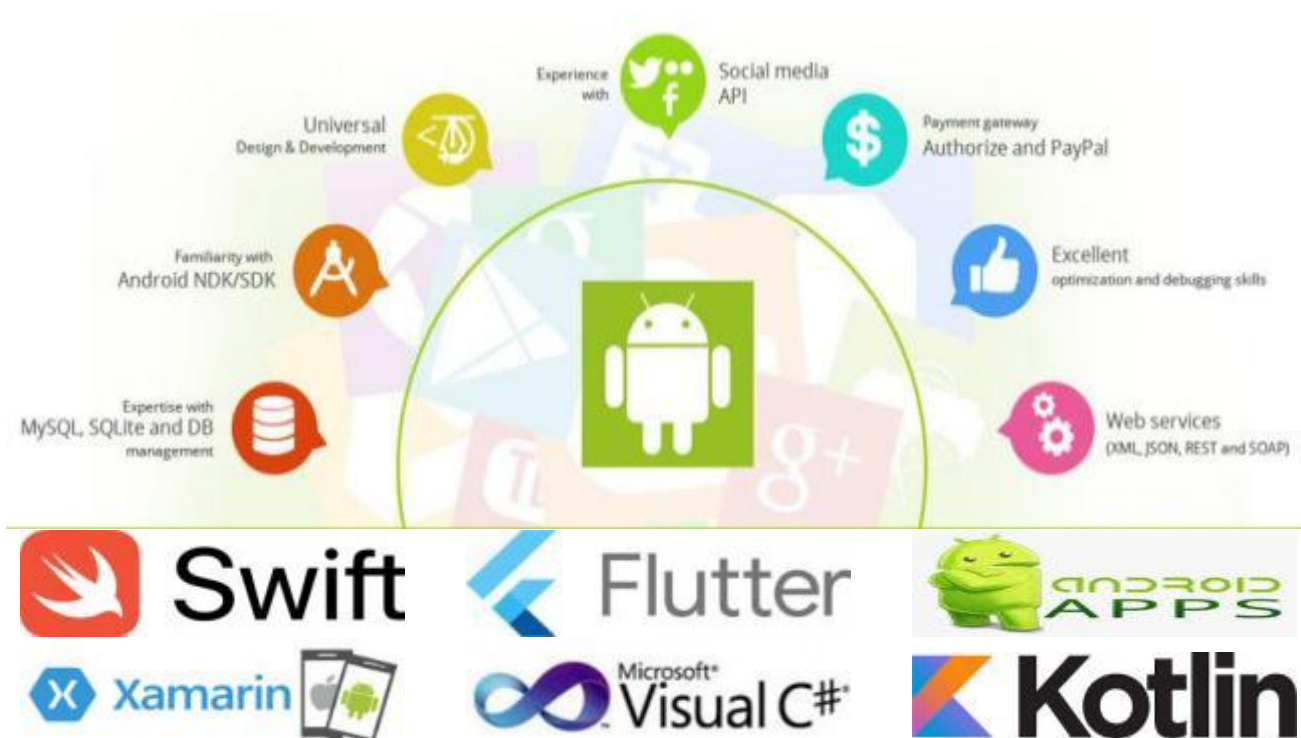 Experience
with
Social media
API
Universal
Design & Development
Payment gateway
Authorize and PayPal
Familiarity with
Android NDK/SDK
Excellent
optimization and debugging skills
Expertise with
MySQL, SQLite and DB
management
Web services
(XML, JSON, REST and SOAP)
g+
Swift
Flutter
ANDROID
APPS
X Xamarin
Microsoft®
Visual C#®
Kotlin